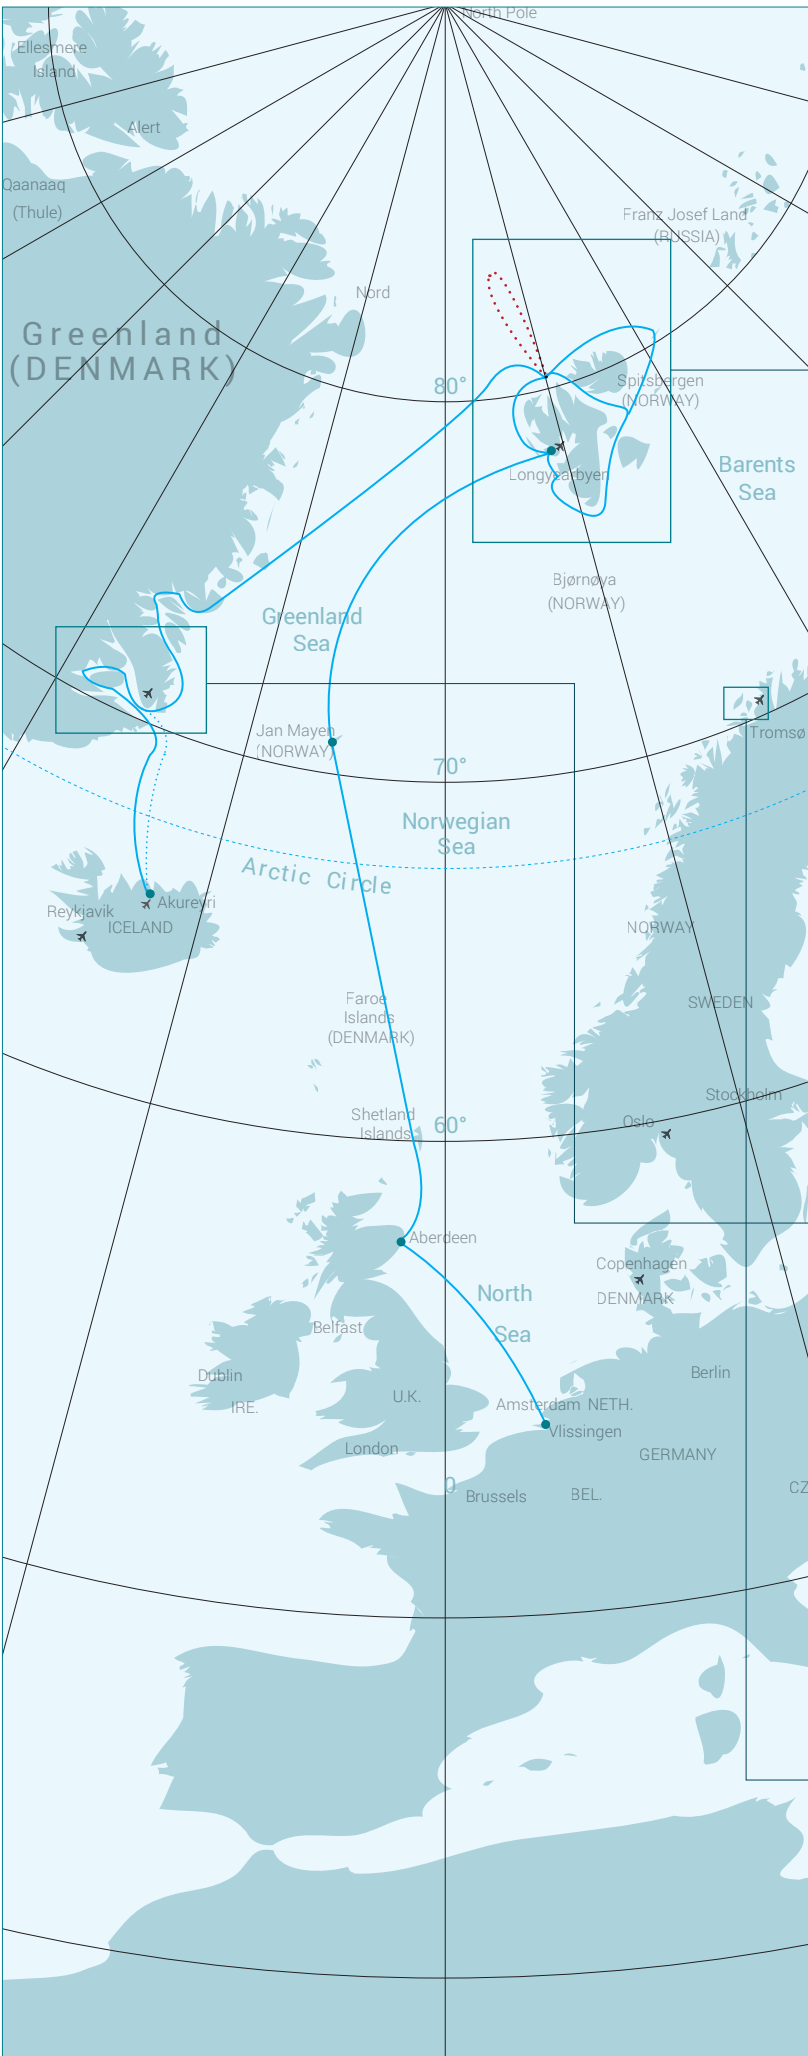 North Pole
Ellesmere
Island
Alert
Qaanaaq
(Thule)
Franz Josef Land
(RUSSIA)
Nord
Greenland
(DENMARK)
80°
Spitsbergen
(NORWAY)
Barents
Sea
Longyearbyen
Bjørnøya
(NORWAY)
Greenland
Sea
Jan Mayen
(NORWAY)
Tromsø
70°
Norwegian
Sea
Arctic Circle
Akureyri
Reykjavik
ICELAND
NORWAY
Faroe
Islands
(DENMARK)
SWEDEN
Stockholm
Shetland
Islands
60°
Oslo
Aberdeen
Copenhagen
DENMARK
North
Sea
Belfast
Dublin
IRE.
U.K.
Berlin
Amsterdam NETH.
Vlissingen
London
GERMANY
0
Brussels
BEL.
CZ